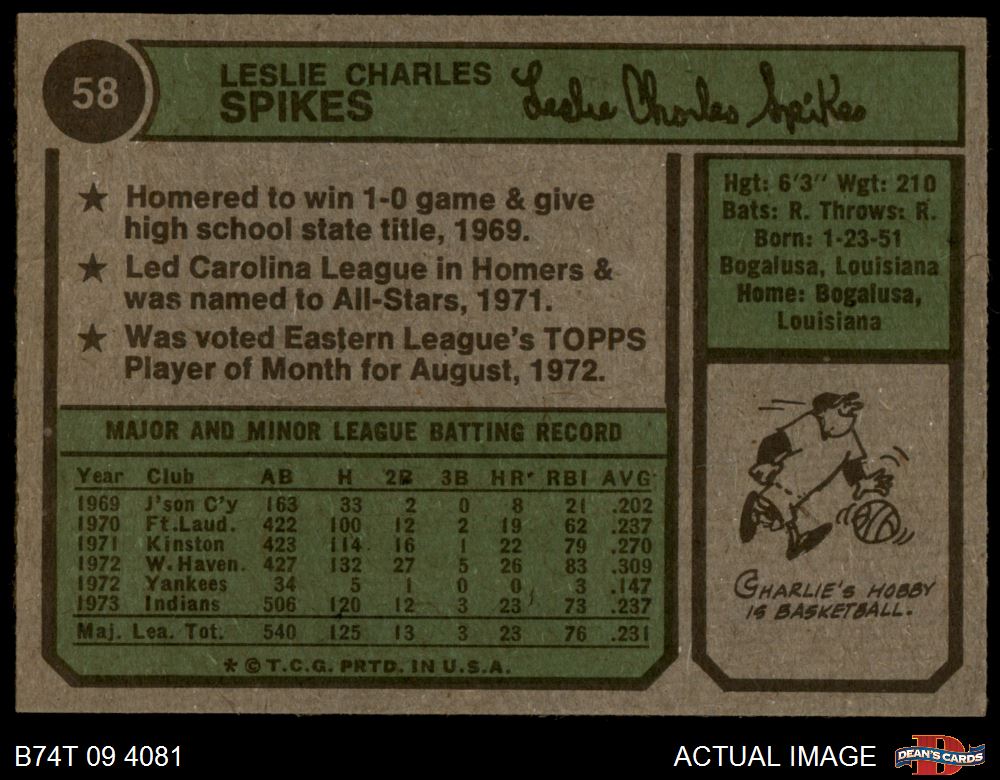 58
LESLIE CHARLES
SPIKES
Leslie Charles Spikes
★ Homered to win 1-0 game & give
high school state title, 1969.
★ Led Carolina League in Homers &
was named to All-Stars, 1971.
★ Was voted Eastern League's TOPPS
Player of Month for August, 1972.
Hgt: 6'3" Wgt: 210
Bats: R. Throws: R.
Born: 1-23-51
Bogalusa, Louisiana
Home: Bogalusa,
Louisiana
MAJOR AND MINOR LEAGUE BATTING RECORD
Year Club AB H 2B 3B HR RBI AVG.
1969 J'son C'y 163 33 2 0 8 21 .202
1970 Ft.Laud. 422 100 12 2 19 62 .237
1971 Kinston 423 114 16 1 22 79 .270
1972 W. Haven. 427 132 27 5 26 83 .309
1972 Yankees 34 5 1 0 0 3 .147
1973 Indians 506 120 12 3 23 73 .237
Maj. Lea. Tot. 540 125 13 3 23 76 .231
* © T.C.G. PRTD. IN U.S.A.
CHARLIE'S HOBBY
IS BASKETBALL.
B74T 09 4081
ACTUAL IMAGE
D
DEAN'S CARDS